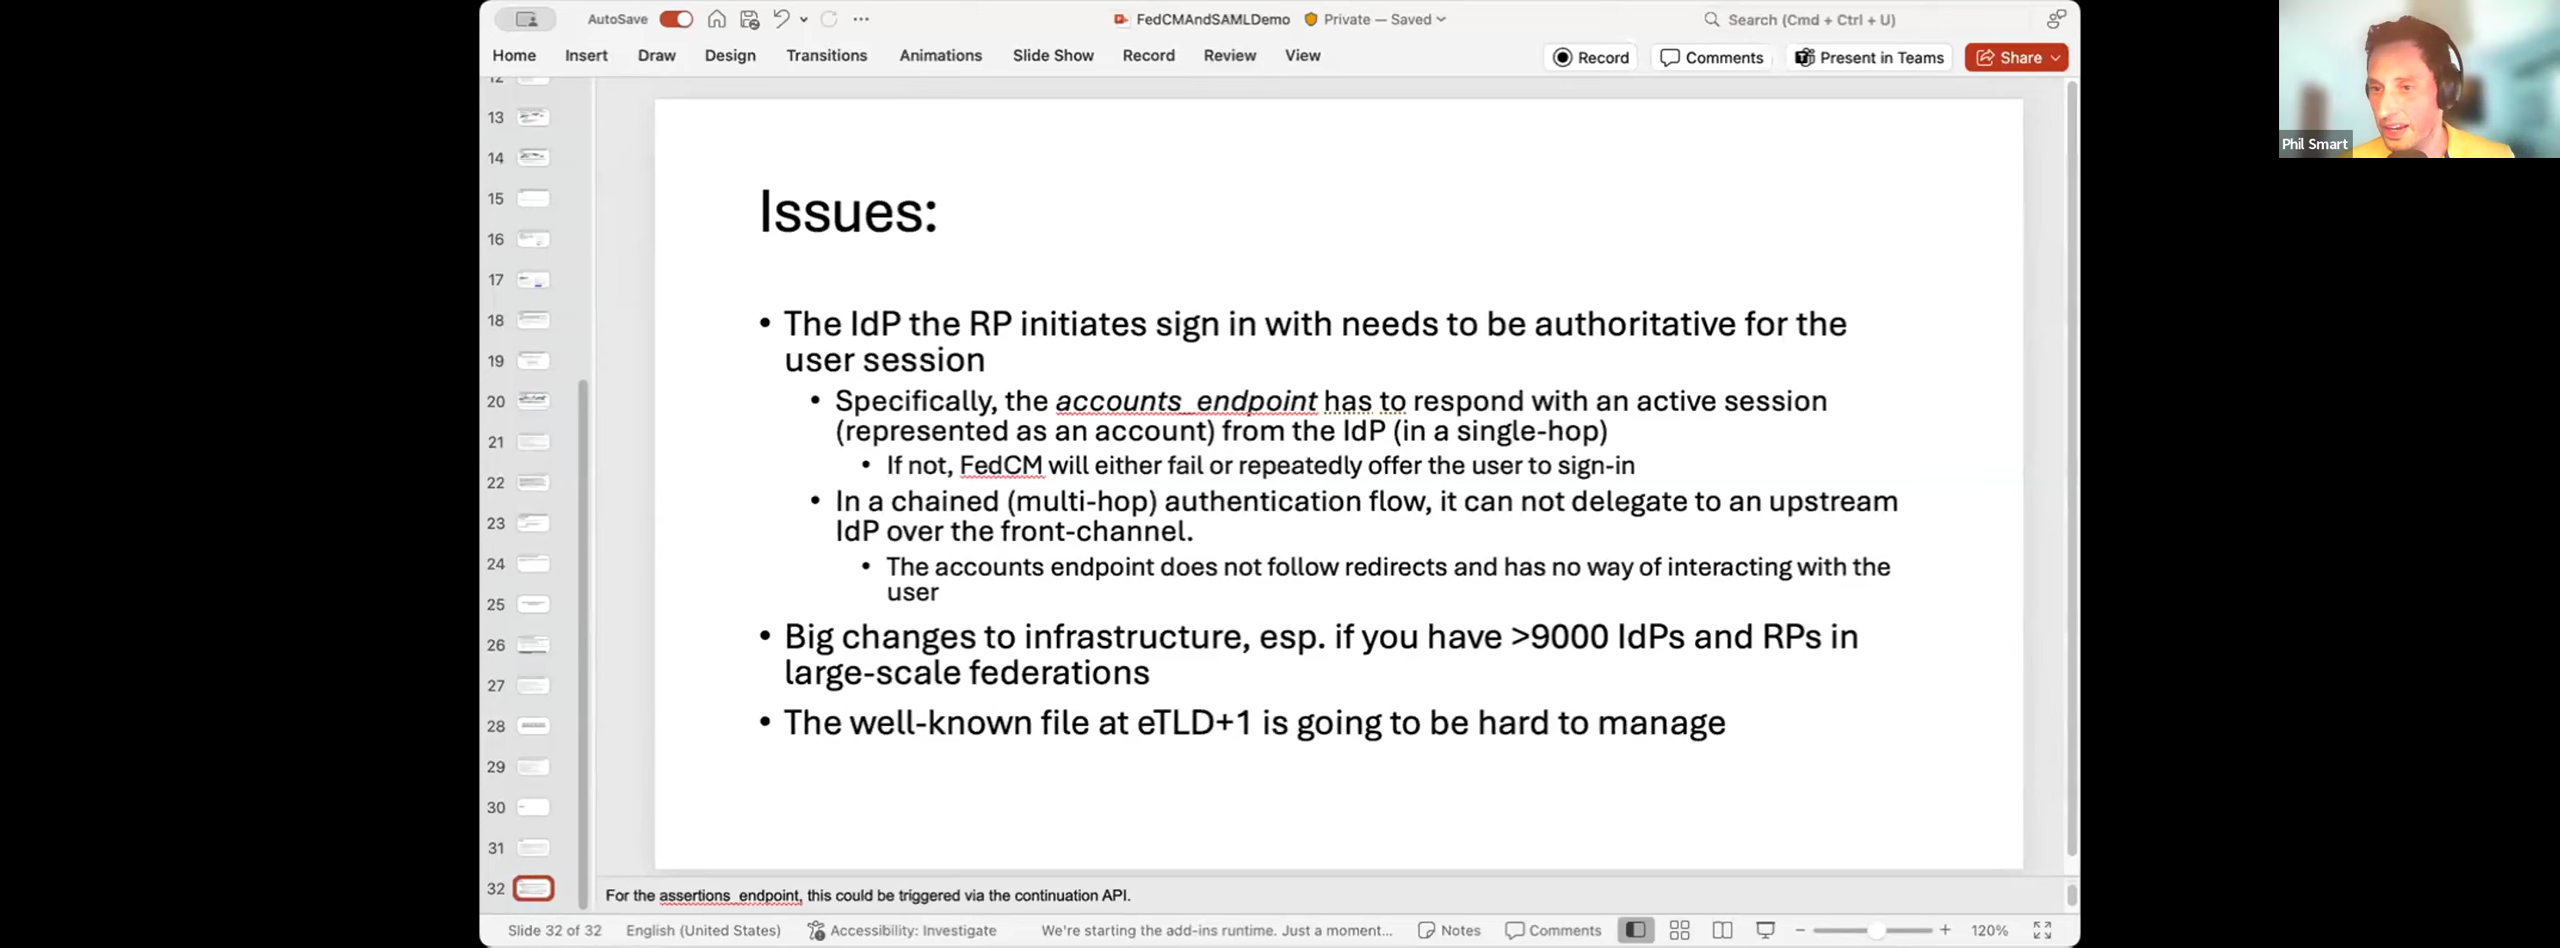 AutoSave
FedCMAndSAMLDemo
Private — Saved
Search (Cmd + Ctrl + U)
Home Insert Draw Design Transitions Animations Slide Show Record Review View
Record
Comments
Present in Teams
Share
Phil Smart
12
13
14
15
16
17
18
19
20
21
22
23
24
25
26
27
28
29
30
31
32
Issues:
• The IdP the RP initiates sign in with needs to be authoritative for the
user session
• Specifically, the accounts_endpoint has to respond with an active session
(represented as an account) from the IdP (in a single-hop)
• If not, FedCM will either fail or repeatedly offer the user to sign-in
• In a chained (multi-hop) authentication flow, it can not delegate to an upstream
IdP over the front-channel.
• The accounts endpoint does not follow redirects and has no way of interacting with the
user
• Big changes to infrastructure, esp. if you have >9000 IdPs and RPs in
large-scale federations
• The well-known file at eTLD+1 is going to be hard to manage
For the assertions_endpoint, this could be triggered via the continuation API.
Slide 32 of 32 English (United States) Accessibility: Investigate We're starting the add-ins runtime. Just a moment... Notes Comments 120%